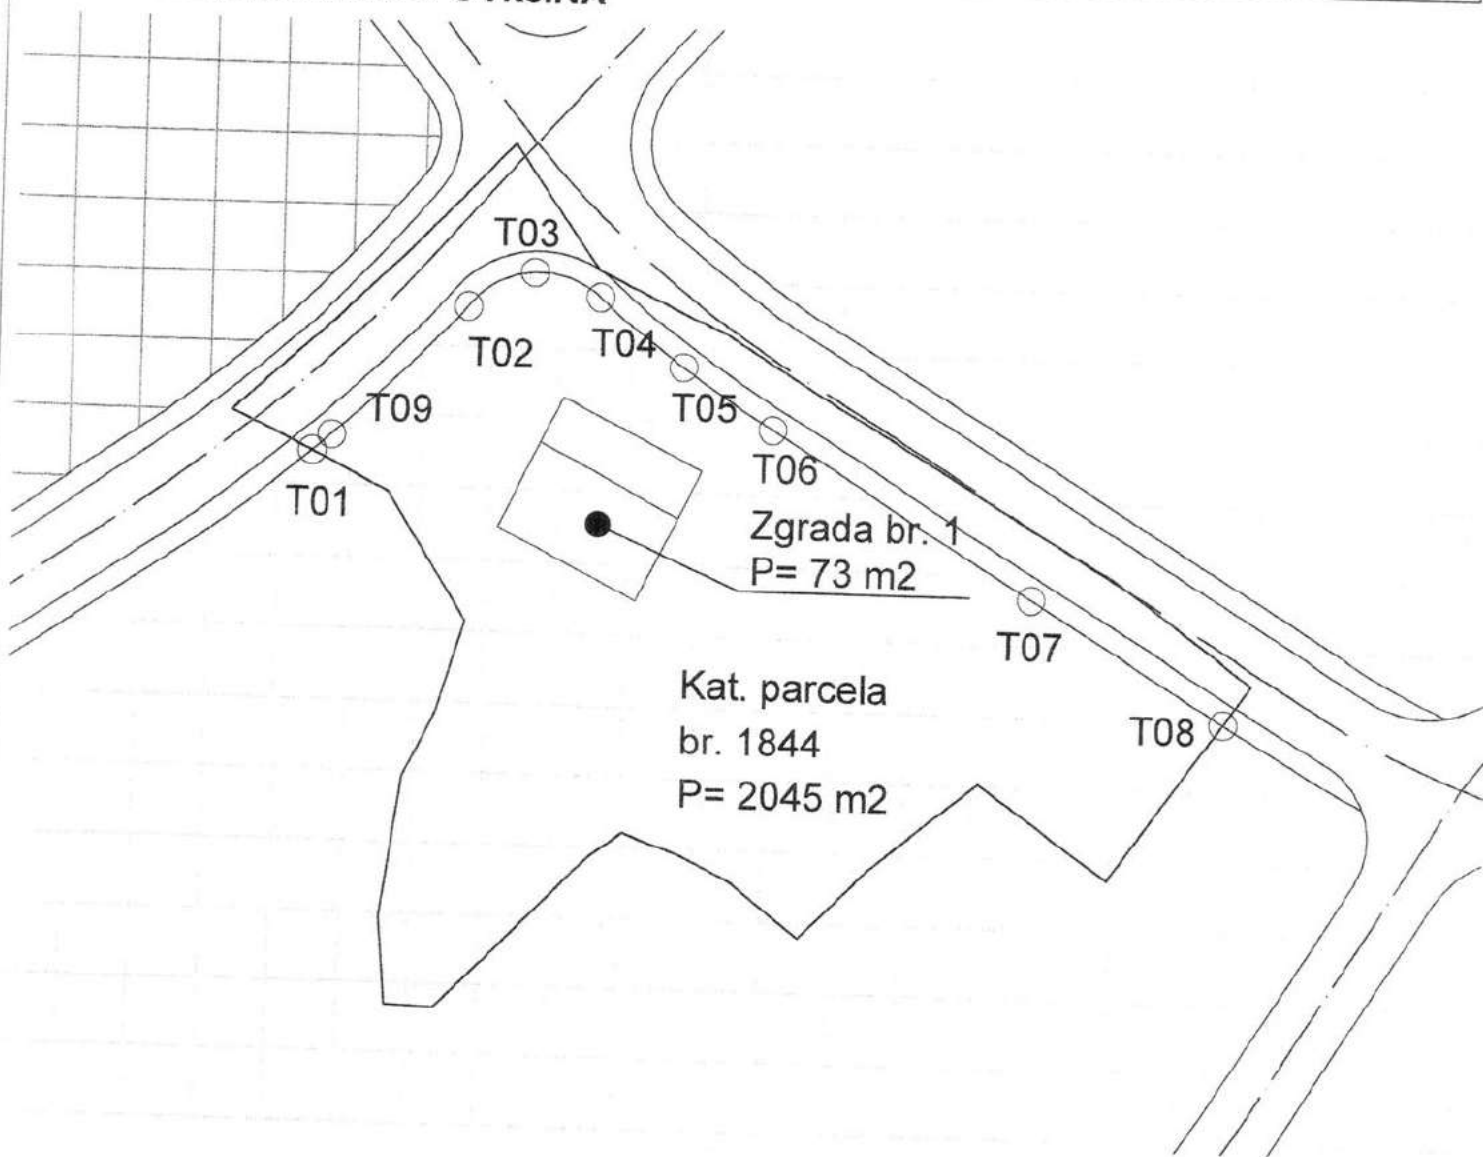 T03
T02
T04
T09
T05
T06
T01
Zgrada br. 1
P= 73 m2
T07
Kat. parcela
br. 1844
P= 2045 m2
T08